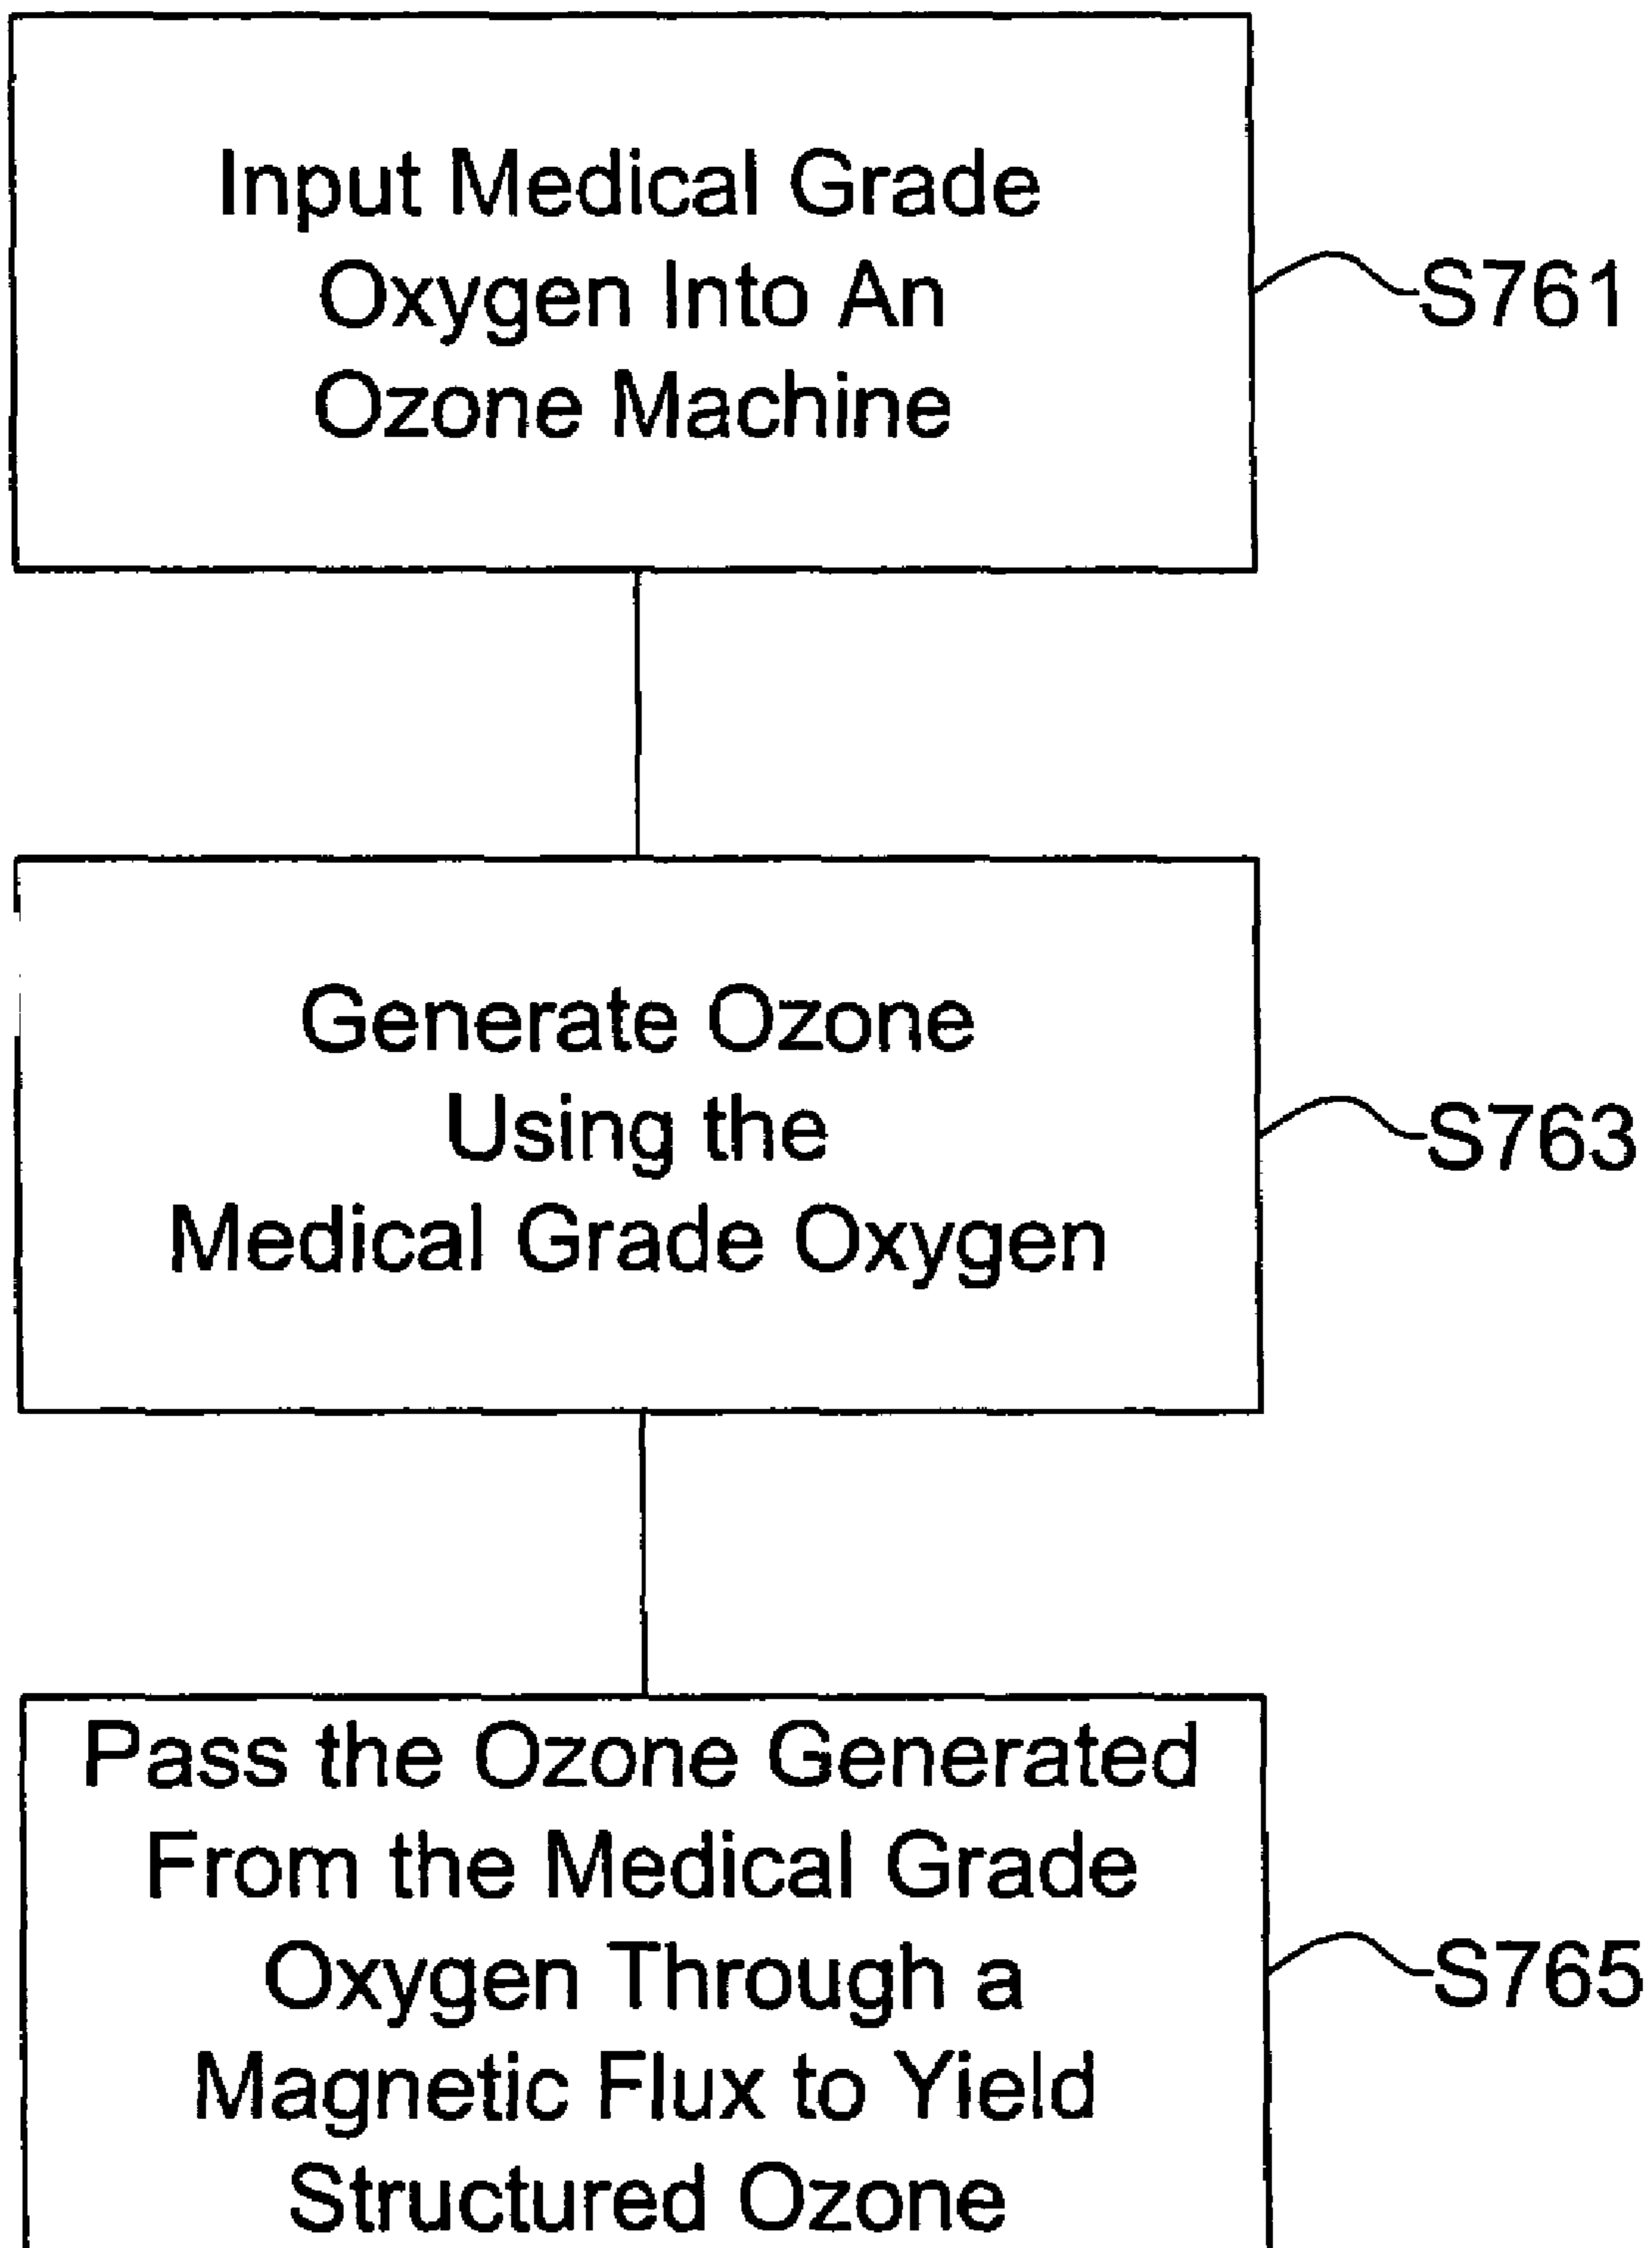 Input Medical Grade
Oxygen Into An
Ozone Machine
S761
Generate Ozone
Using the
Medical Grade Oxygen
S763
Pass the Ozone Generated
From the Medical Grade
Oxygen Through a
Magnetic Flux to Yield
Structured Ozone
S765